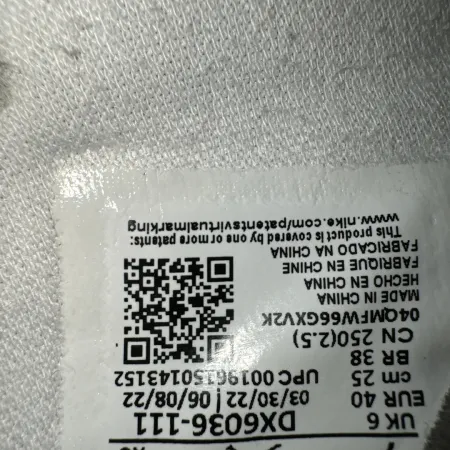 UK 6 DX6036-111
EUR 40 03/30/22 | 06/08/22
cm 25 UPC 00196150143152
BR 38
CN 250(2.5)
04QMFW66GXV2K
MADE IN CHINA
HECHO EN CHINA
FABRIQUE EN CHINE
FABRICADO NA CHINA
This product is covered by one or more patents:
www.nike.com/patentsvirtualmarking